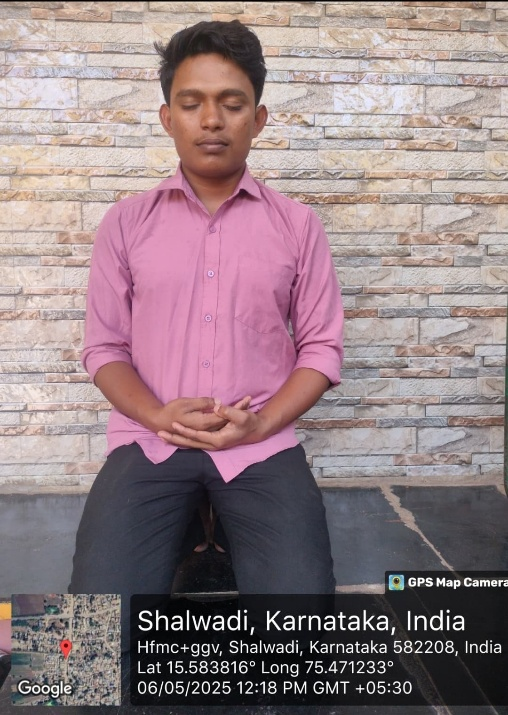 GPS Map Camera
Shalwadi, Karnataka, India
Hfmc+ggv, Shalwadi, Karnataka 582208, India
Lat 15.583816° Long 75.471233°
06/05/2025 12:18 PM GMT +05:30
Google